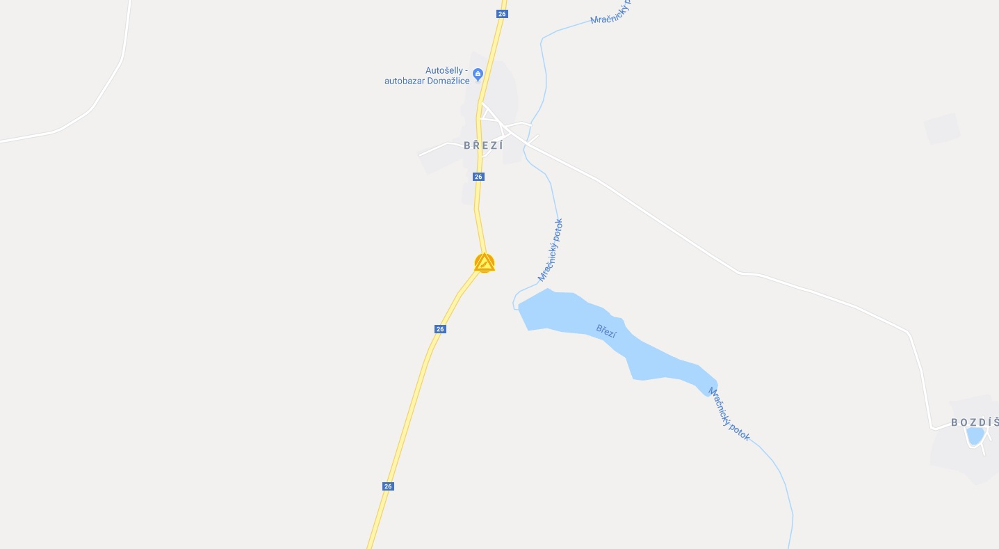 26
Mračnický p
Autošelly -
autobazar Domažlice
BŘEZÍ
26
Mračnický potok
26
Březí
Mračnický potok
BOZDÍŠ
26